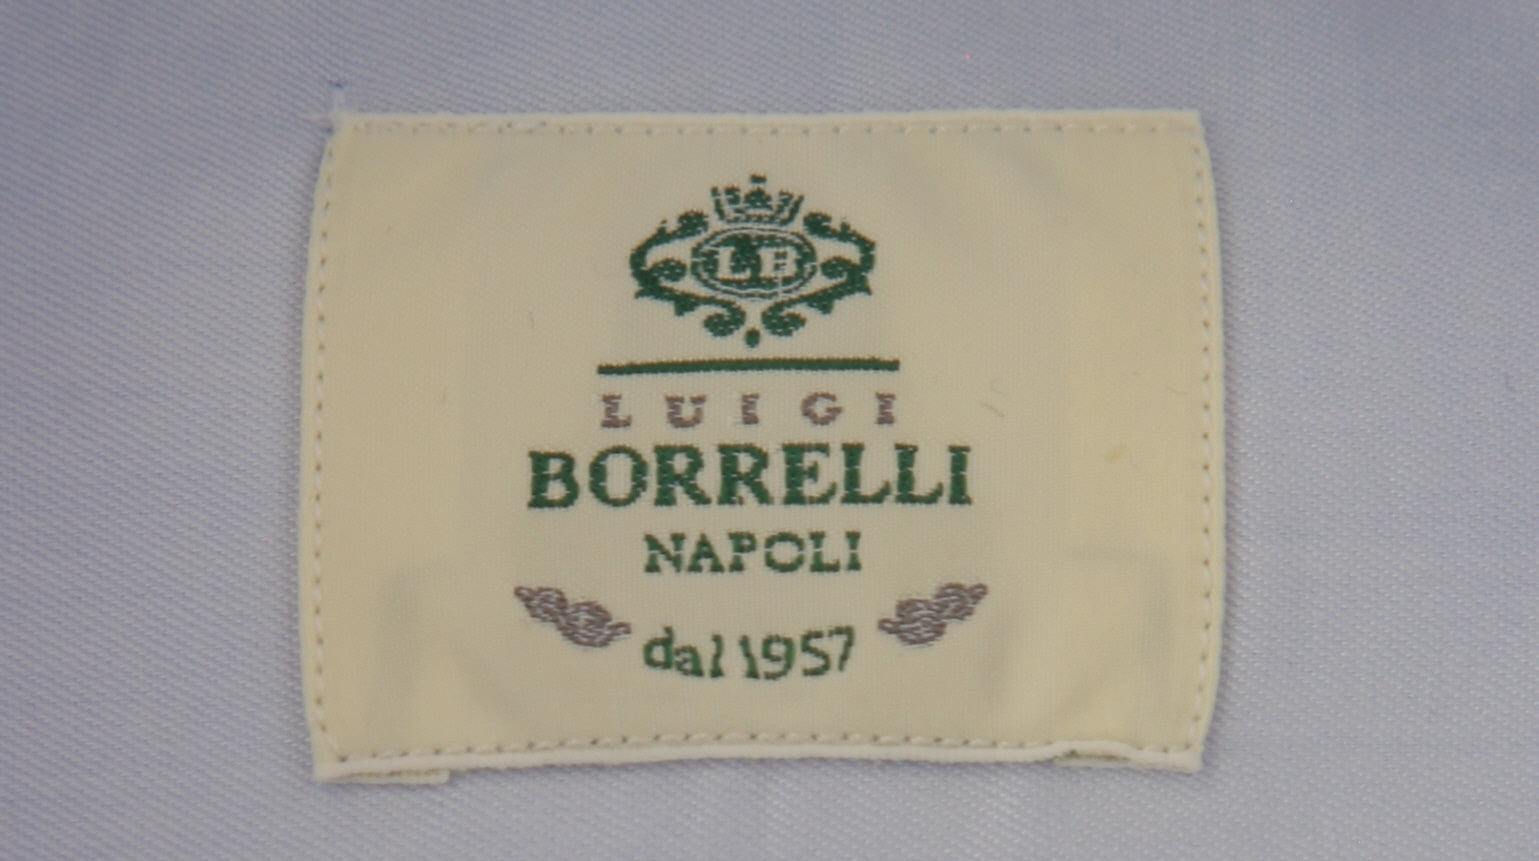 LB
LUIGI
BORRELLI
NAPOLI
dal 1957